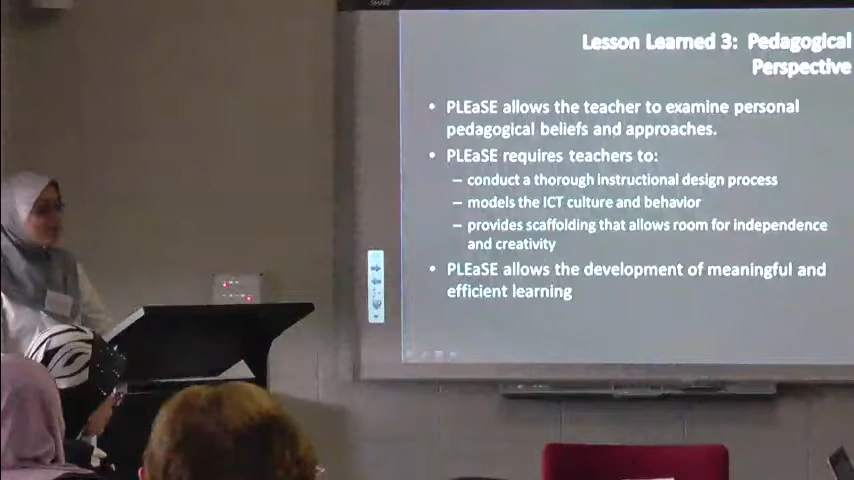 SMART
Lesson Learned 3: Pedagogical
Perspective
• PLEaSE allows the teacher to examine personal
pedagogical beliefs and approaches.
• PLEaSE requires teachers to:
– conduct a thorough instructional design process
– models the ICT culture and behavior
– provides scaffolding that allows room for independence
and creativity
• PLEaSE allows the development of meaningful and
efficient learning